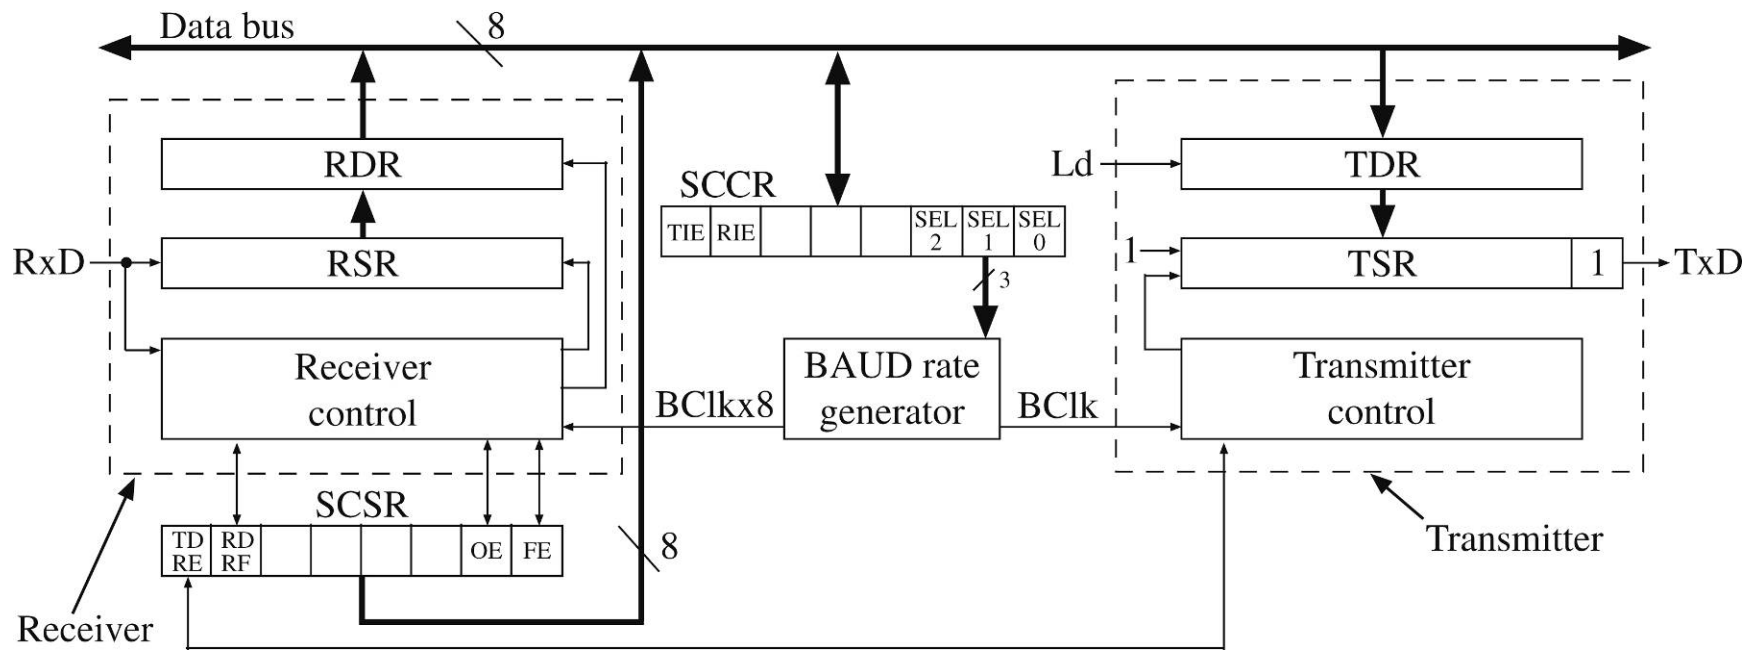 Data bus
8
RDR
SCCR
Ld
TDR
TIE
RIE
SEL
2
SEL
1
SEL
0
RxD
RSR
3
1
TSR
1
TxD
Receiver
control
BClkx8
BAUD rate
generator
BClk
Transmitter
control
SCSR
TD
RE
RD
RF
OE
FE
8
Transmitter
Receiver